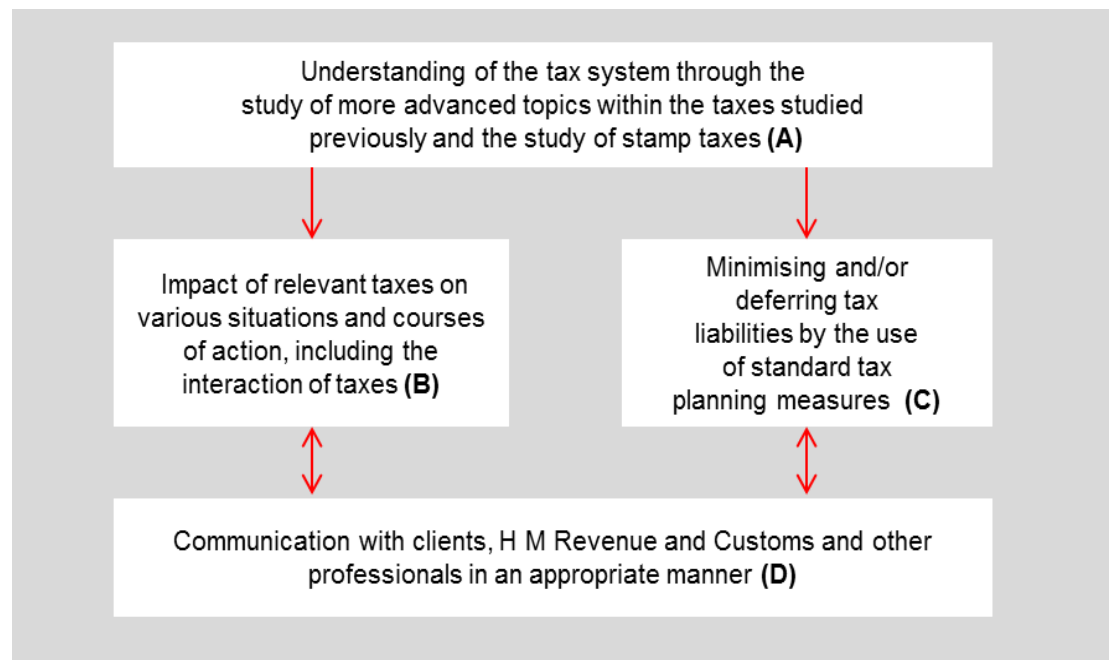 Understanding of the tax system through the
study of more advanced topics within the taxes studied
previously and the study of stamp taxes (A)
Impact of relevant taxes on
various situations and courses
of action, including the
interaction of taxes (B)
Minimising and/or
deferring tax
liabilities by the use
of standard tax
planning measures (C)
Communication with clients, H M Revenue and Customs and other
professionals in an appropriate manner (D)